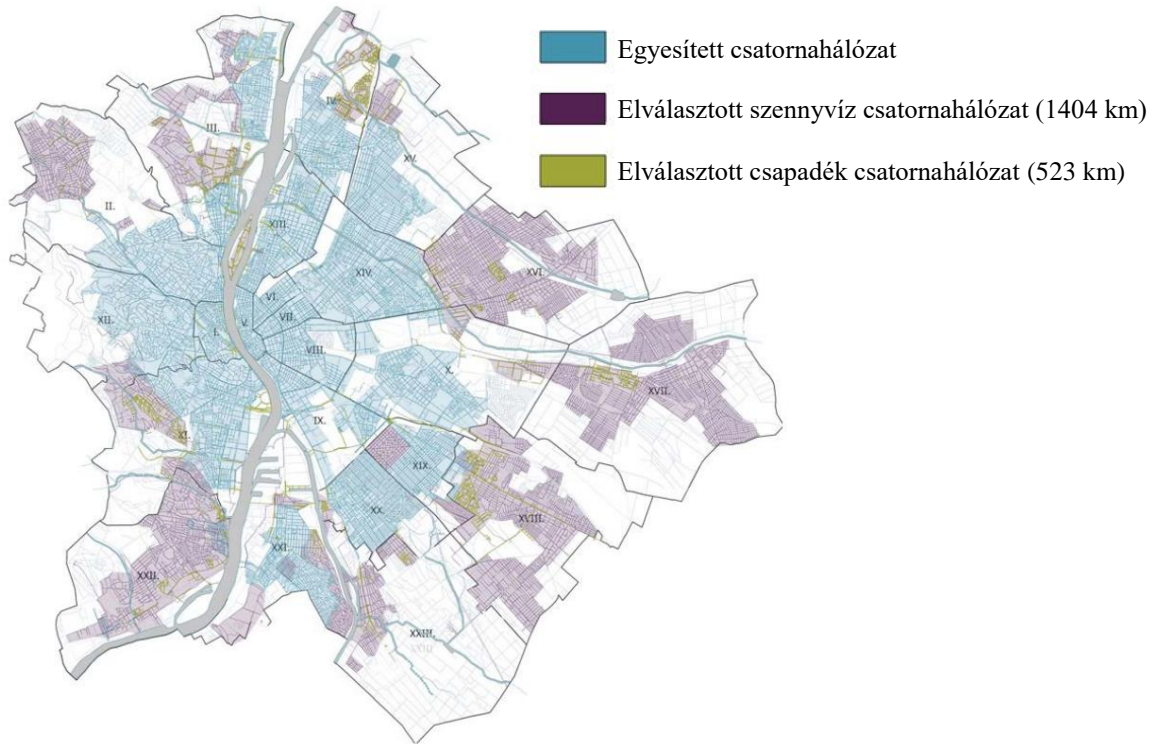 Egyesített csatornahálózat
Elválasztott szennyvíz csatornahálózat (1404 km)
Elválasztott csapadék csatornahálózat (523 km)
IV.
III.
XV.
II.
XIII.
XVI.
XIV.
VI.
XII.
VII.
I.
V.
VIII.
X.
XVII.
IX.
XI.
XIX.
XX.
XVIII.
XXI.
XXII.
XXIII.